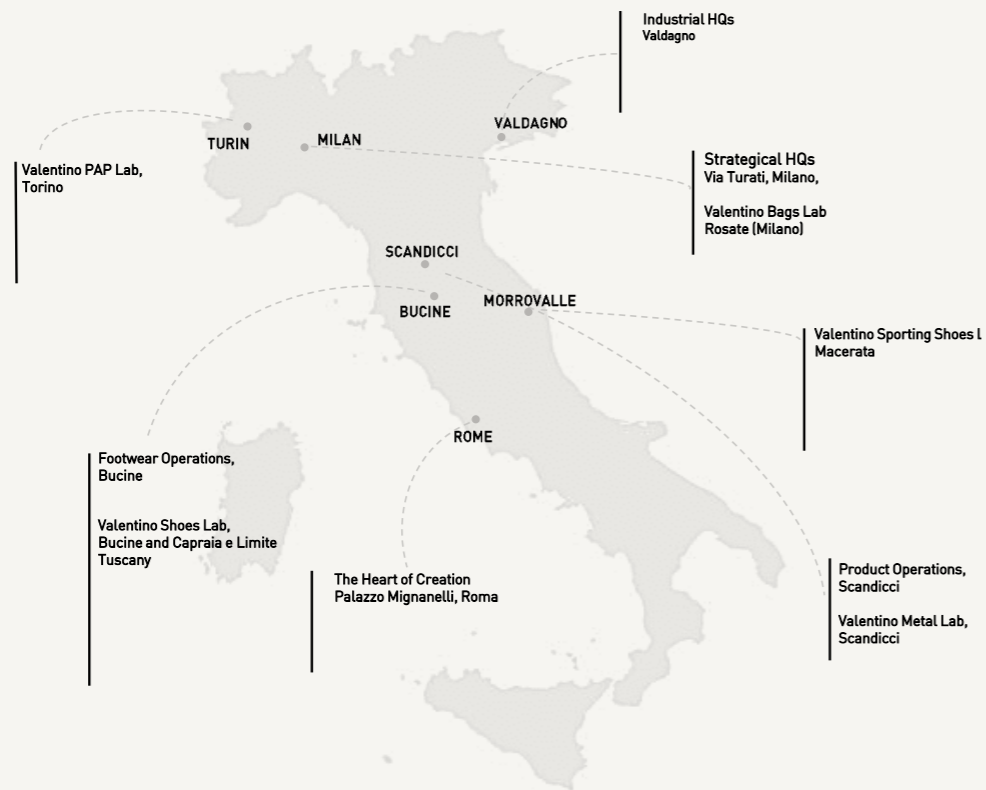 Industrial HQs
Valdagno
VALDAGNO
TURIN
MILAN
Valentino PAP Lab,
Torino
Strategical HQs
Via Turati, Milano,
Valentino Bags Lab
Rosate (Milano)
SCANDICCI
BUCINE
MORROVALLE
Valentino Sporting Shoes l
Macerata
ROME
Footwear Operations,
Bucine
Valentino Shoes Lab,
Bucine and Capraia e Limite
Tuscany
The Heart of Creation
Palazzo Mignanelli, Roma
Product Operations,
Scandicci
Valentino Metal Lab,
Scandicci